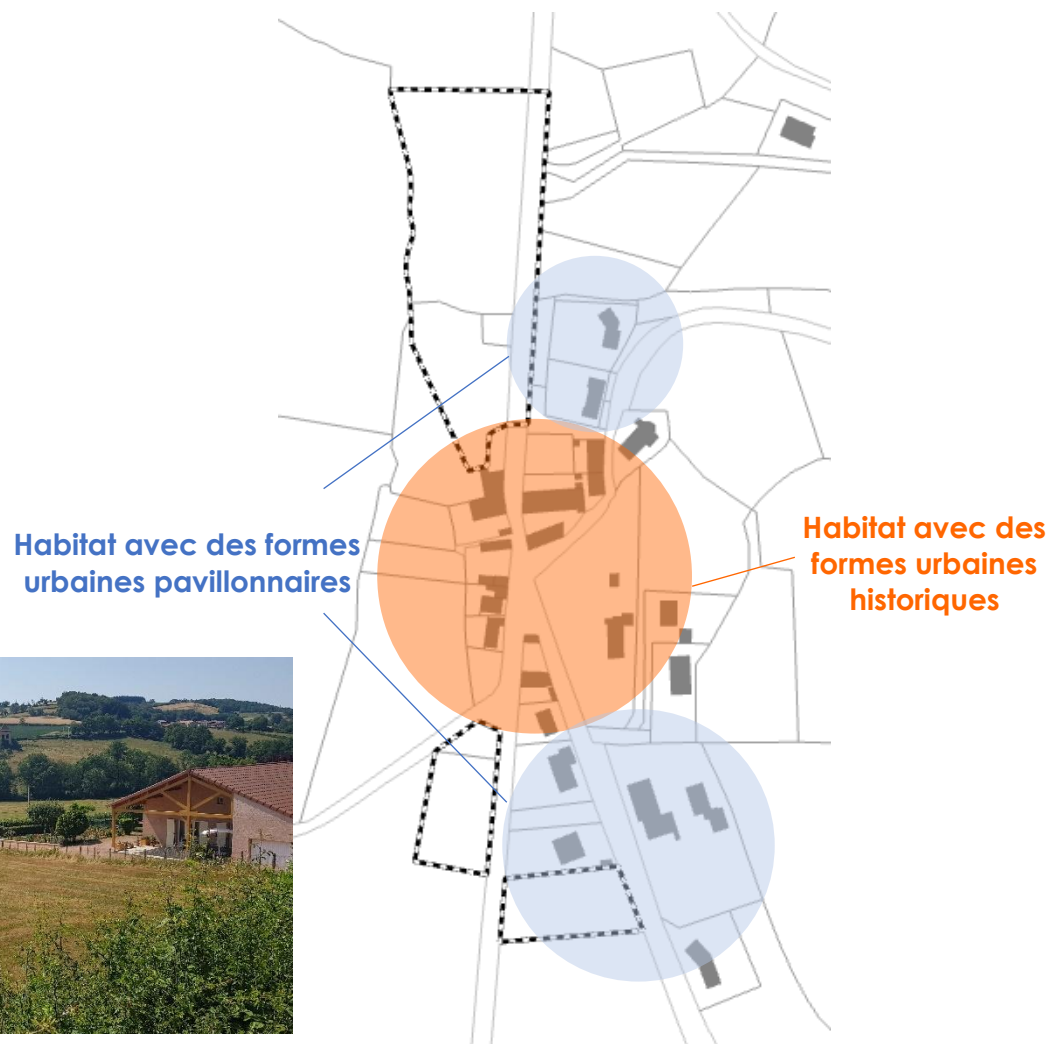 Habitat avec des formes
urbaines pavillonnaires
Habitat avec des
formes urbaines
historiques